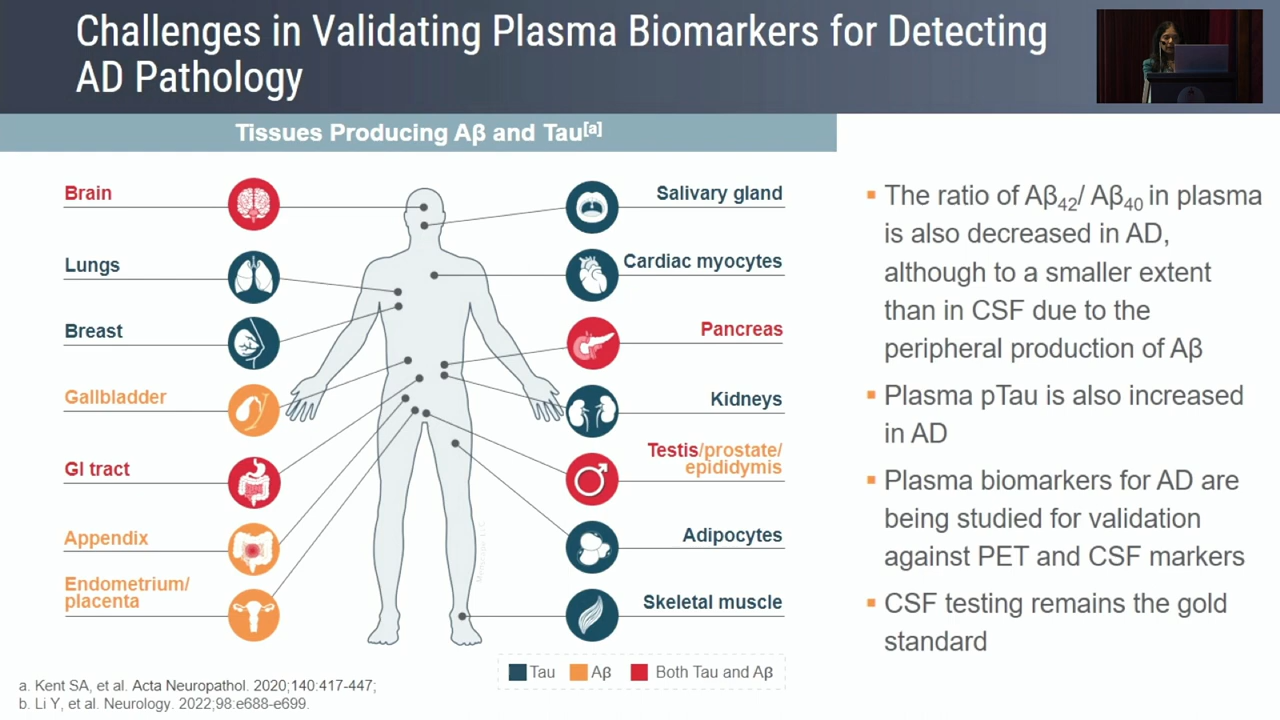 Challenges in Validating Plasma Biomarkers for Detecting
AD Pathology
Tissues Producing Aβ and Tau[a]
Brain
Lungs
Breast
Gallbladder
GI tract
Appendix
Endometrium/
placenta
Salivary gland
Cardiac myocytes
Pancreas
Kidneys
Testis/prostate/
epididymis
Adipocytes
Skeletal muscle
Tau
Aβ
Both Tau and Aβ
▪ The ratio of Aβ42/ Aβ40 in plasma
is also decreased in AD,
although to a smaller extent
than in CSF due to the
peripheral production of Aβ
▪ Plasma pTau is also increased
in AD
▪ Plasma biomarkers for AD are
being studied for validation
against PET and CSF markers
▪ CSF testing remains the gold
standard
a. Kent SA, et al. Acta Neuropathol. 2020;140:417-447;
b. Li Y, et al. Neurology. 2022;98:e688-e699.